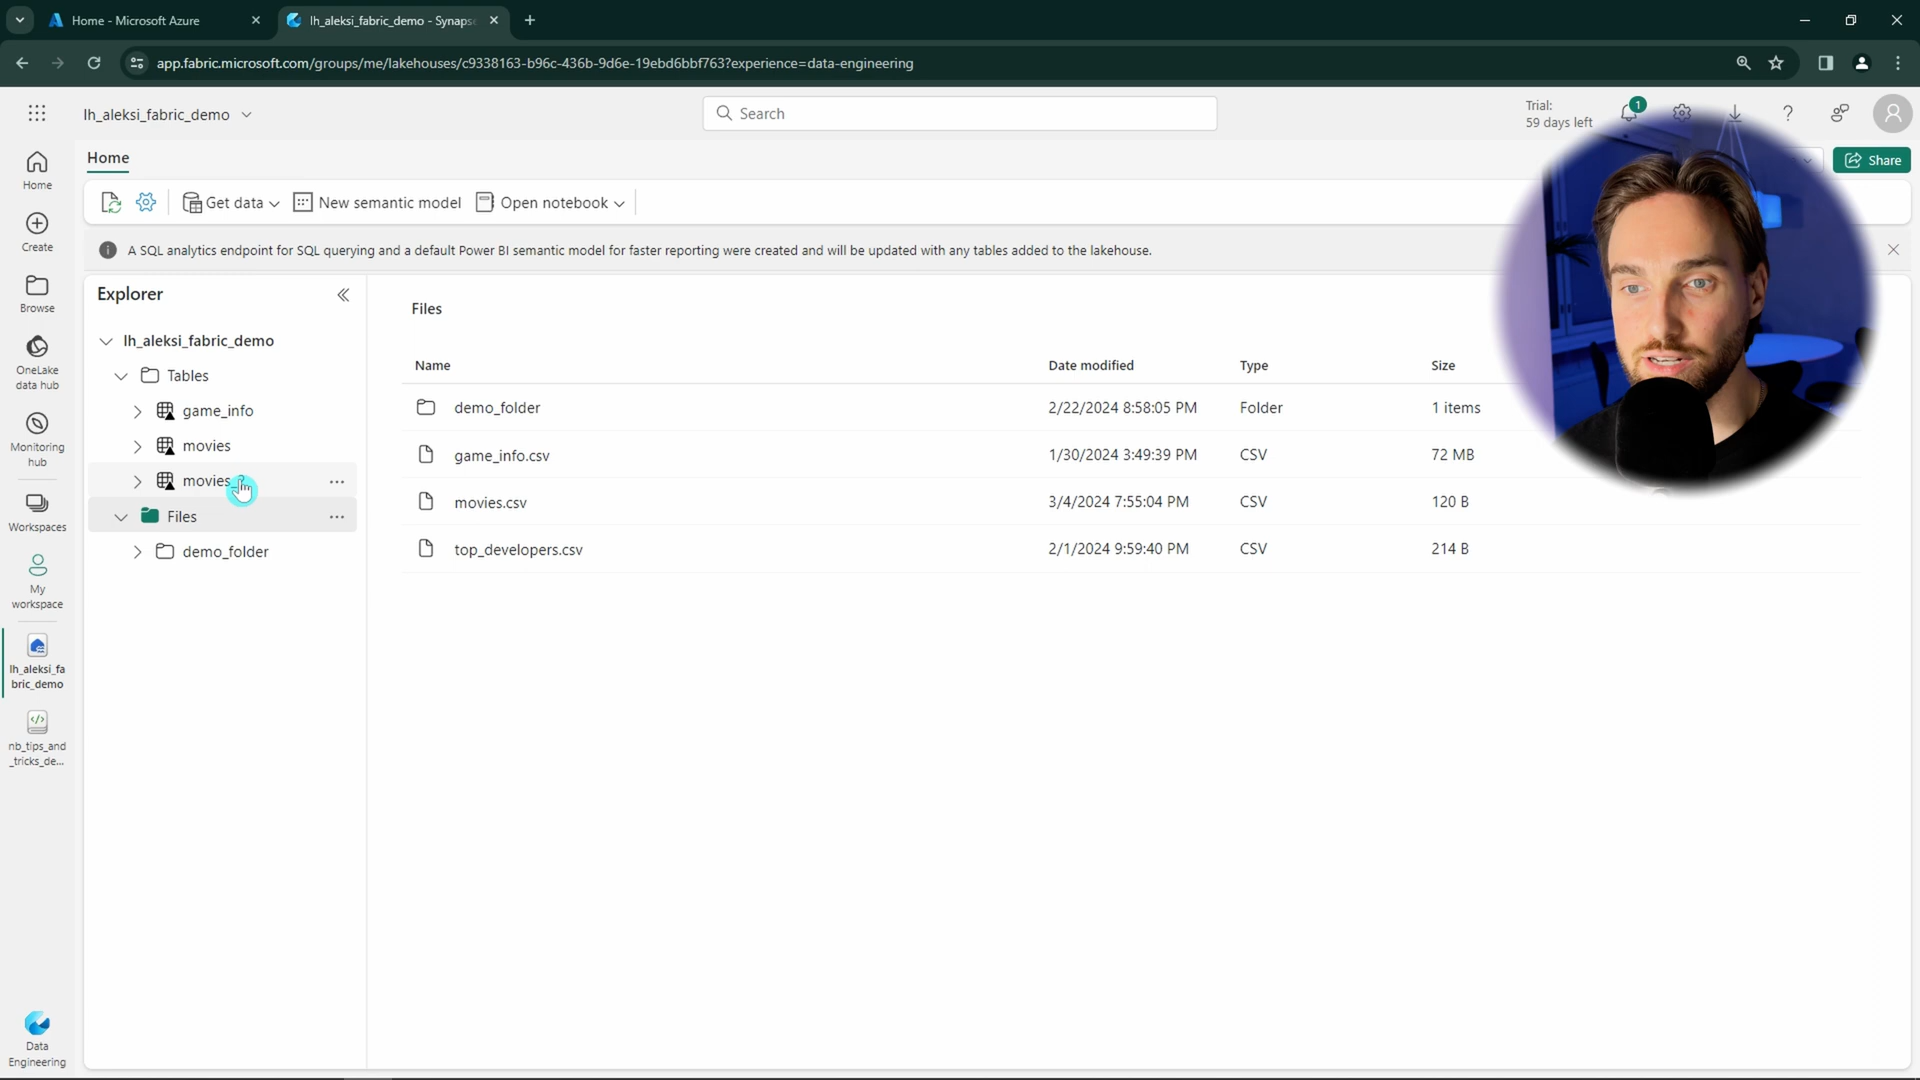 Home - Microsoft Azure
lh_aleksi_fabric_demo - Synaps
app.fabric.microsoft.com/groups/me/lakehouses/c9338163-b96c-436b-9d6e-19ebd6bbf763?experience=data-engineering
lh_aleksi_fabric_demo
Search
Trial:
59 days left
1
Home
Share
Get data
New semantic model
Open notebook
A SQL analytics endpoint for SQL querying and a default Power BI semantic model for faster reporting were created and will be updated with any tables added to the lakehouse.
Home
Create
Browse
OneLake
data hub
Monitoring
hub
Workspaces
My
workspace
lh_aleksi_fa
bric_demo
nb_tips_and
_tricks_de...
Data
Engineering
Explorer
lh_aleksi_fabric_demo
Tables
game_info
movies
Files
demo_folder
Files
Name Date modified Type Size
demo_folder 2/22/2024 8:58:05 PM Folder 1 items
game_info.csv 1/30/2024 3:49:39 PM CSV 72 MB
movies.csv 3/4/2024 7:55:04 PM CSV 120 B
top_developers.csv 2/1/2024 9:59:40 PM CSV 214 B